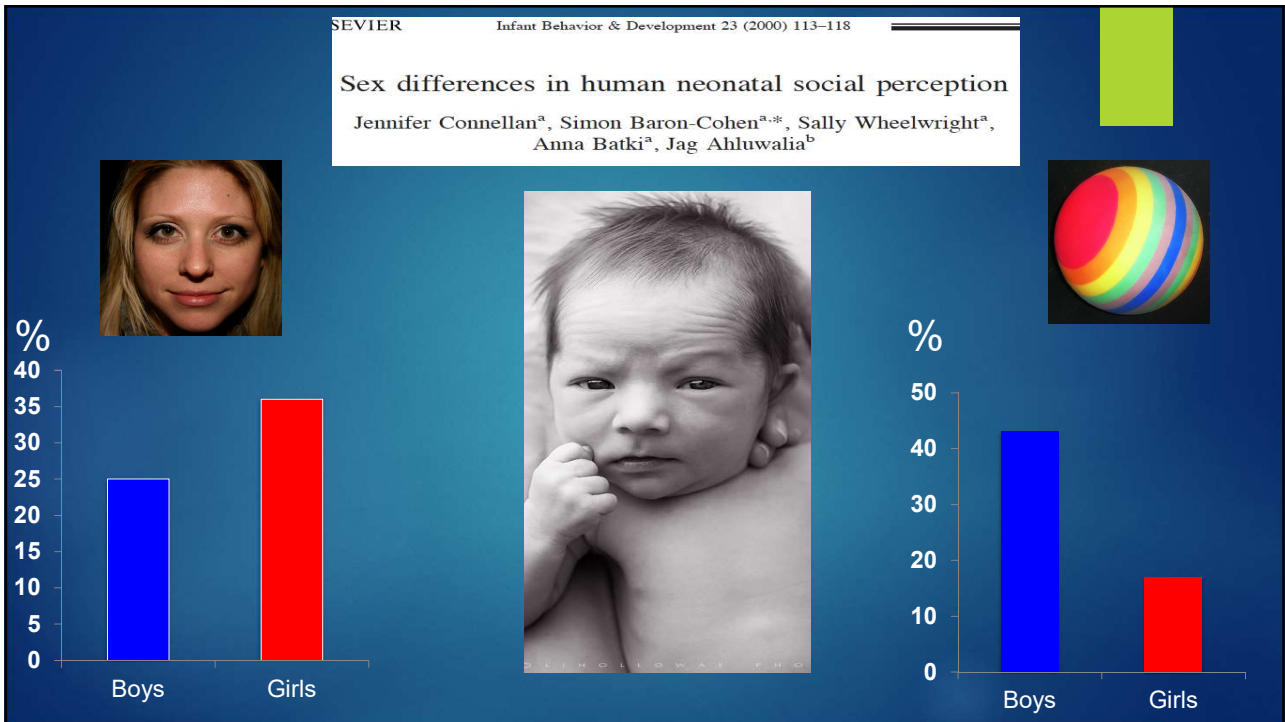 SEVIER Infant Behavior & Development 23 (2000) 113–118
Sex differences in human neonatal social perception
Jennifer Connellanᵃ, Simon Baron-Cohenᵃ,*, Sally Wheelwrightᵃ,
Anna Batkiᵃ, Jag Ahluwaliaᵇ
%
40
35
30
25
20
15
10
5
0
Boys Girls
%
50
40
30
20
10
0
Boys Girls